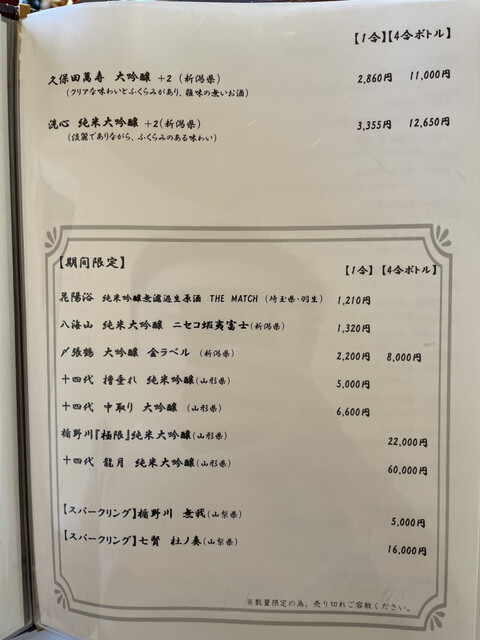 【1合】【4合ボトル】
久保田萬寿 大吟醸 +2 (新潟県) 2,860円 11,000円
(クリアな味わいとふくらみがあり、雑味の無いお酒)
洗心 純米大吟醸 +2(新潟県) 3,355円 12,650円
(淡麗でありながら、ふくらみのある味わい)
【期間限定】 【1合】 【4合ボトル】
花陽浴 純米吟醸無濾過生原酒 THE MATCH (埼玉県・羽生) 1,210円
八海山 純米大吟醸 ニセコ蝦夷富士(新潟県) 1,320円
〆張鶴 大吟醸 金ラベル (新潟県) 2,200円 8,000円
十四代 槽垂れ 純米吟醸(山形県) 5,000円
十四代 中取り 大吟醸 (山形県) 6,600円
楯野川『極限』純米大吟醸(山形県) 22,000円
十四代 龍月 純米大吟醸(山形県) 60,000円
【スパークリング】楯野川 無我(山梨県) 5,000円
【スパークリング】七賢 杜ノ奏(山梨県) 16,000円
※数量限定の為、売り切れご容赦ください。